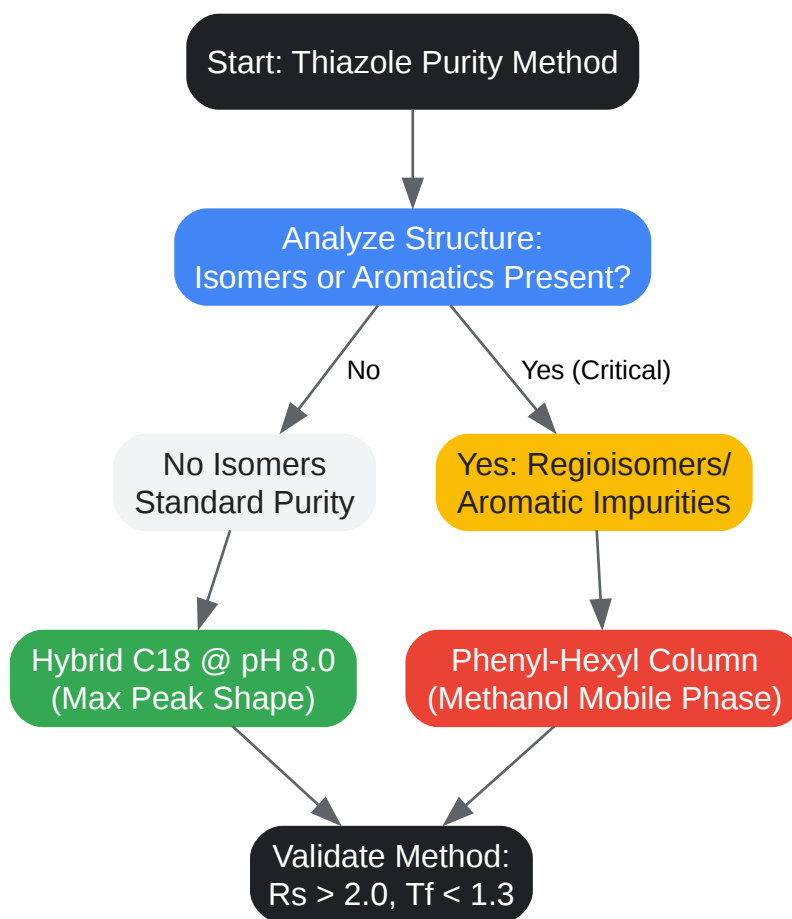 Start: Thiazole Purity Method
Analyze Structure:
Isomers or Aromatics Present?
No
Yes (Critical)
No Isomers
Standard Purity
Yes: Regioisomers/
Aromatic Impurities
Hybrid C18 @ pH 8.0
(Max Peak Shape)
Phenyl-Hexyl Column
(Methanol Mobile Phase)
Validate Method:
Rs > 2.0, Tf < 1.3